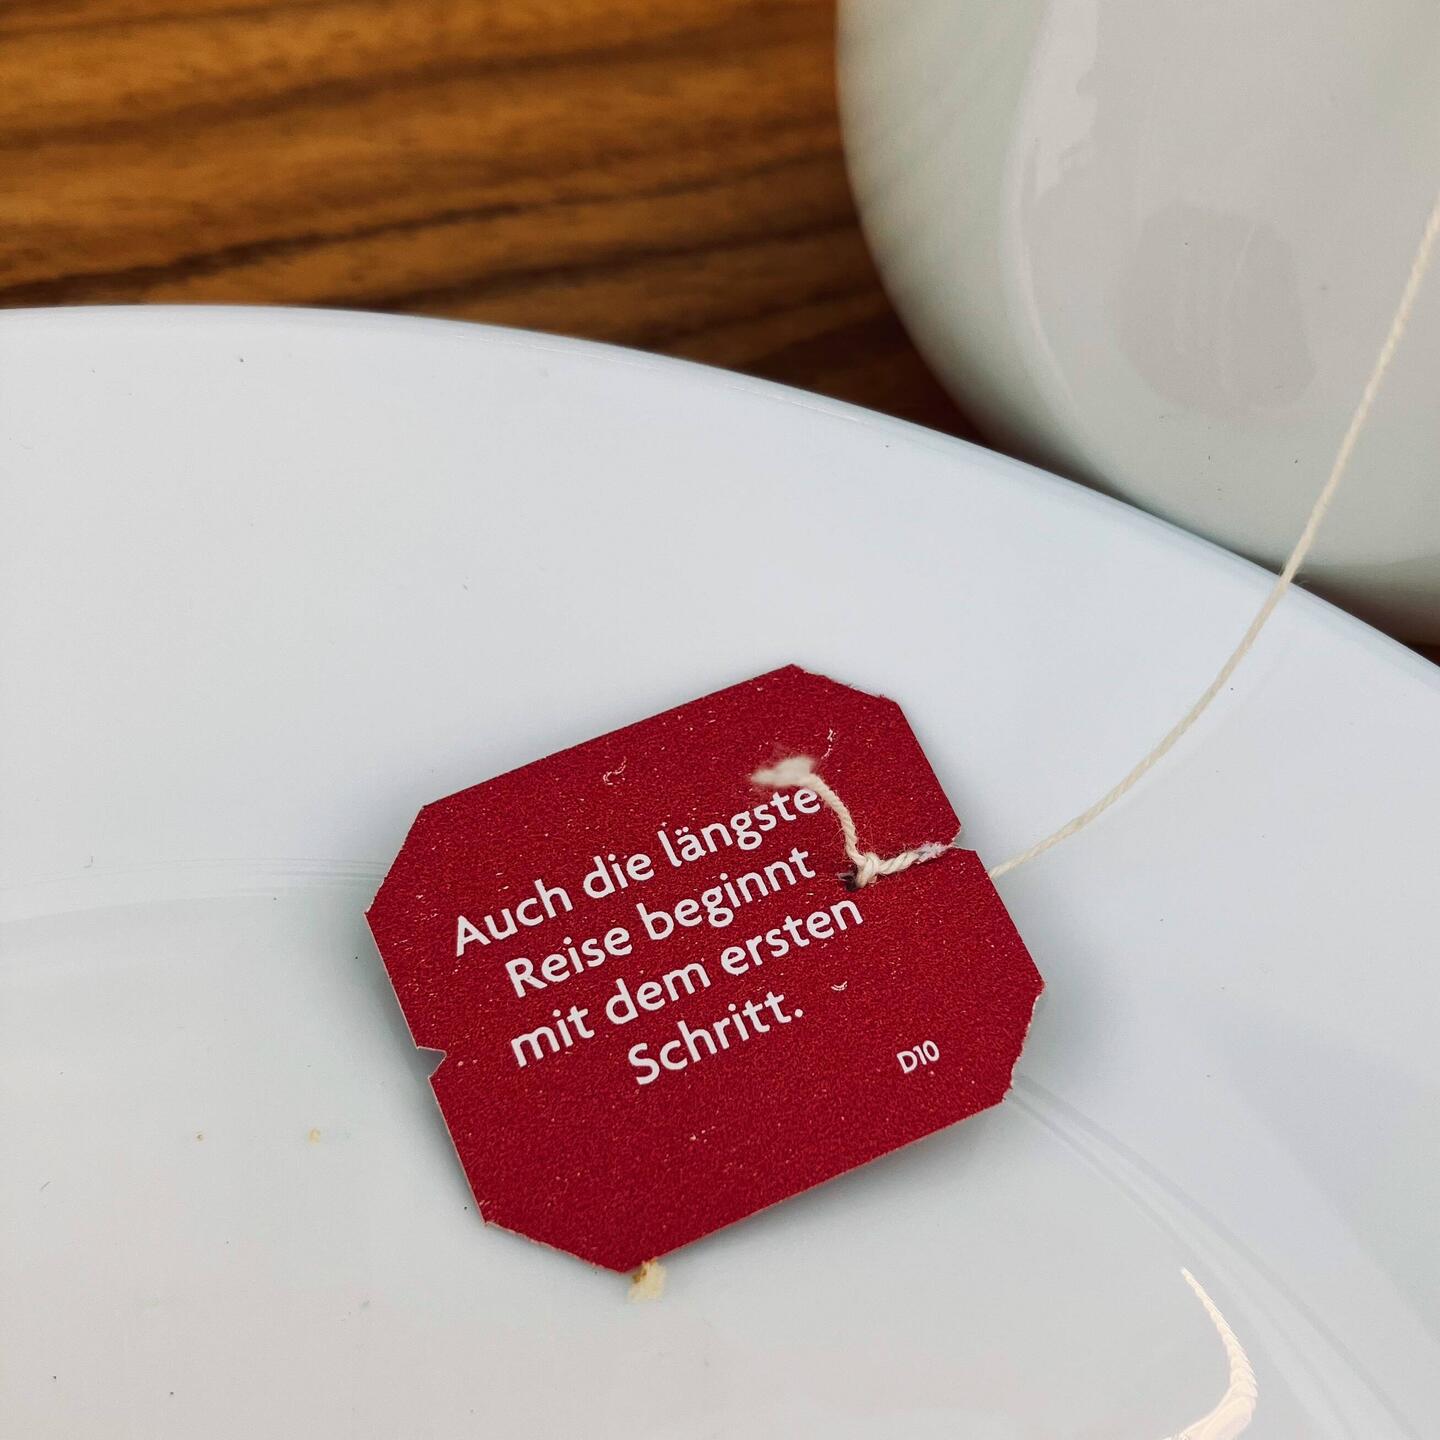 Auch die längste
Reise beginnt
mit dem ersten
Schritt.
D10